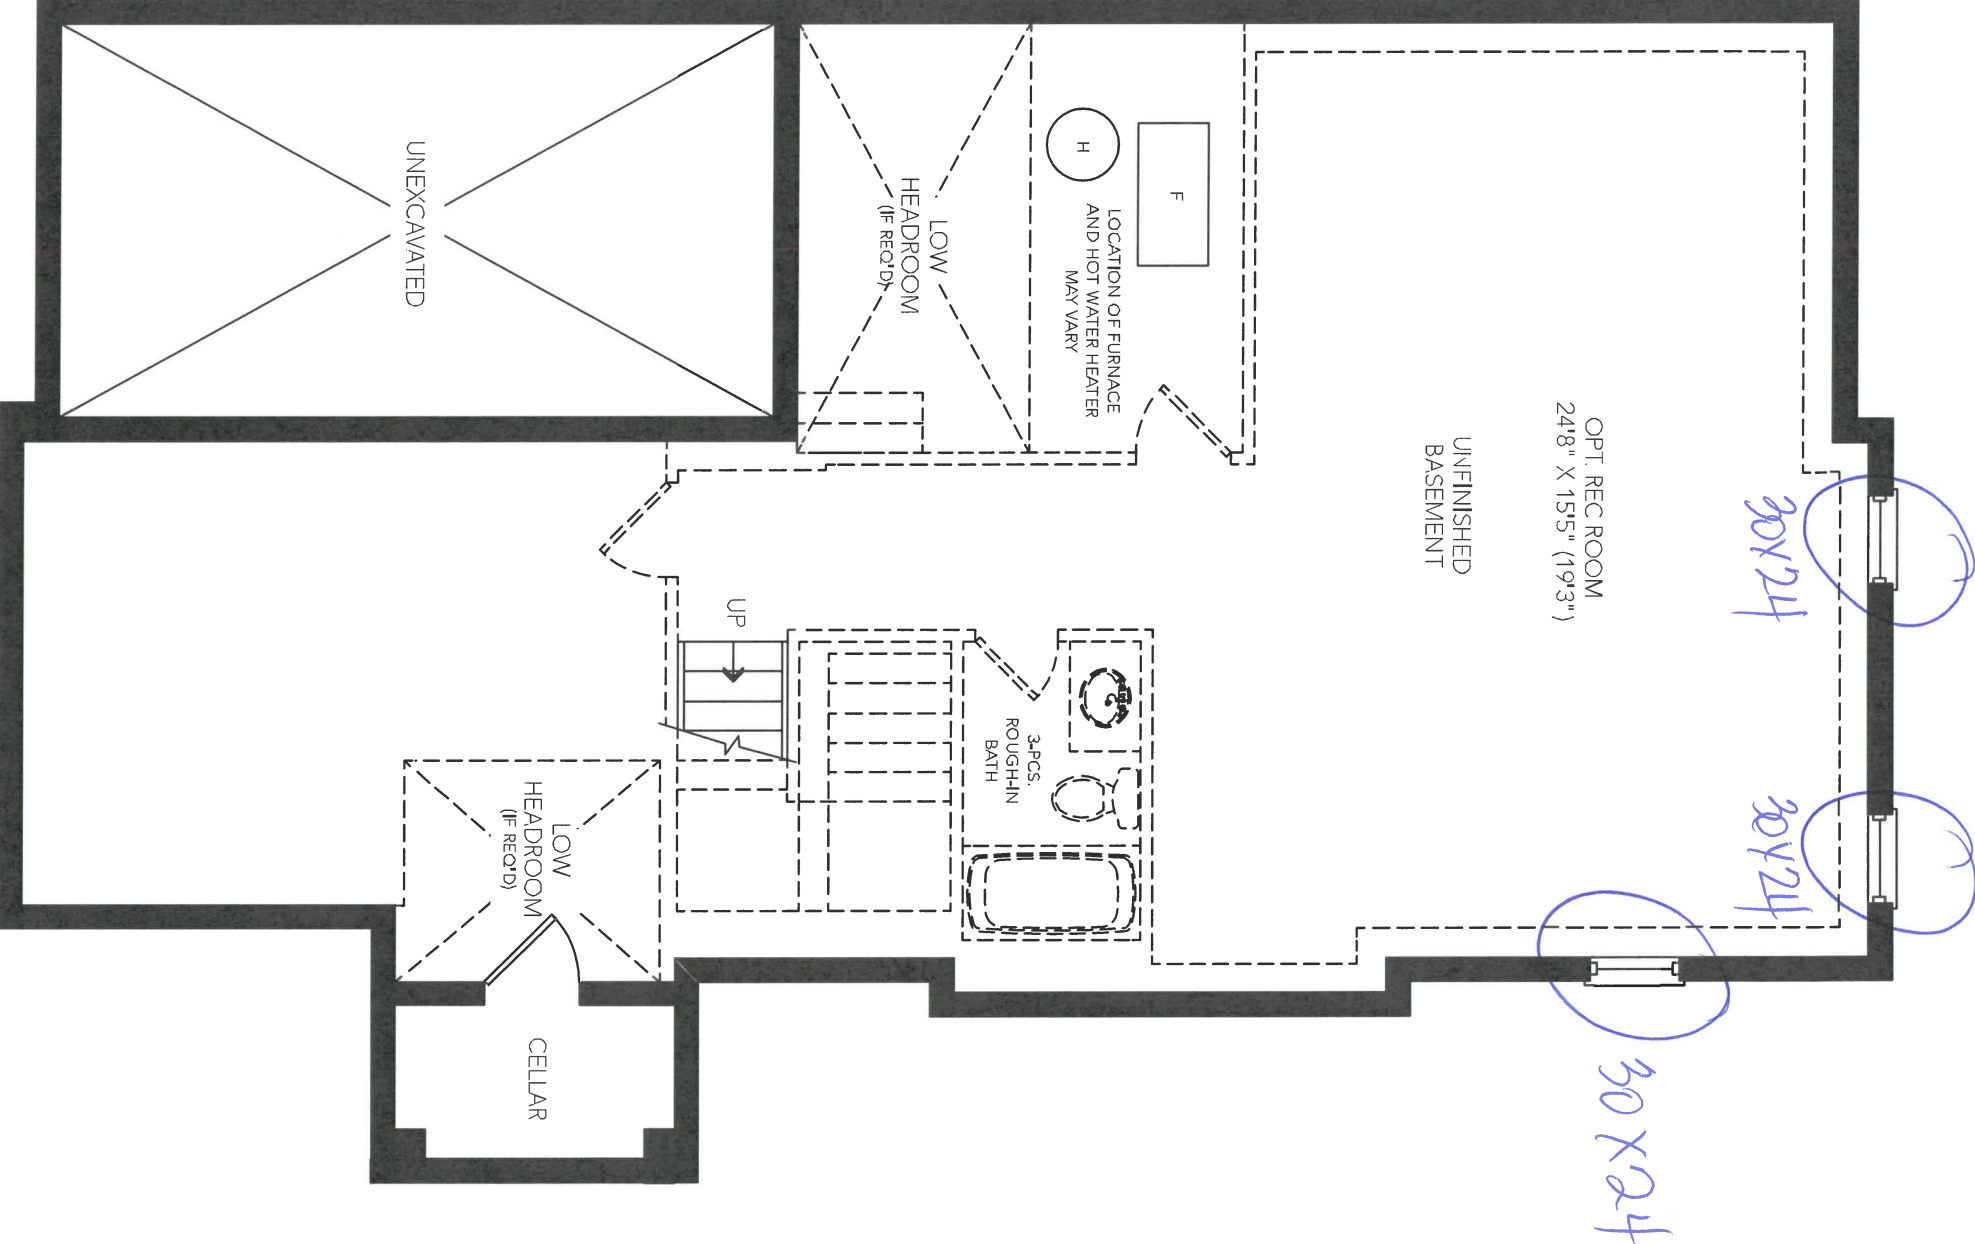 UNEXCAVATED
LOW
HEADROOM
(IF REQ'D)
H
F
LOCATION OF FURNACE
AND HOT WATER HEATER
MAY VARY
OPT. REC ROOM
24'8" X 15'5" (19'3")
UNFINISHED
BASEMENT
30X24
30X24
30X24
UP
3-PCS.
ROUGH-IN
BATH
LOW
HEADROOM
(IF REQ'D)
CELLAR